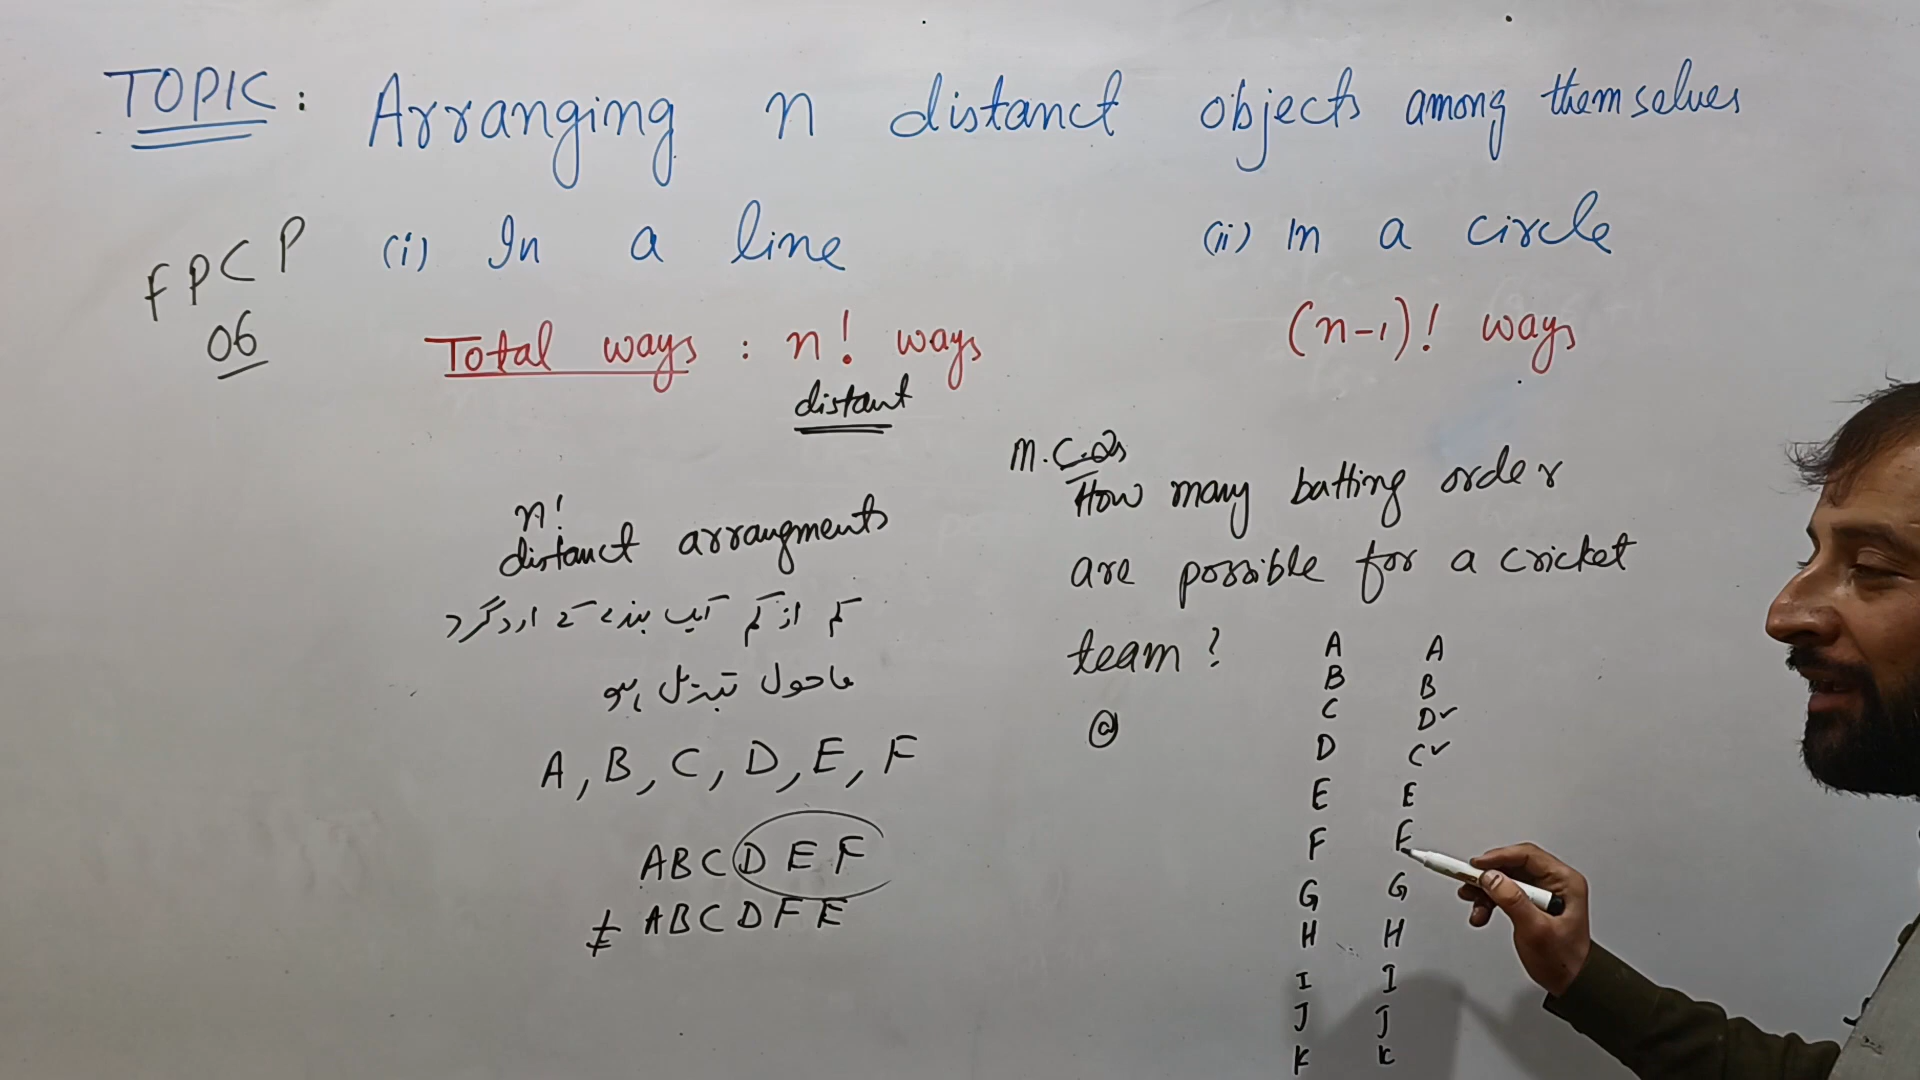 TOPIC: Arranging n distanct objects among themselves
(i) In a line
(ii) In a circle
FPCP
06
Total ways : n! ways
(n-1)! ways
distant
n!
distanct arrangments
کم از کم ایک بندے کے اردگرد
ماحول تبدیل ہو
A, B, C, D, E, F
ABCDEF
≠ ABCDFE
M.C.Qs
How many batting order
are possible for a cricket
team?
@
A A
B B
C D✓
D C✓
E E
F F
G G
H H
I I
J J
K K